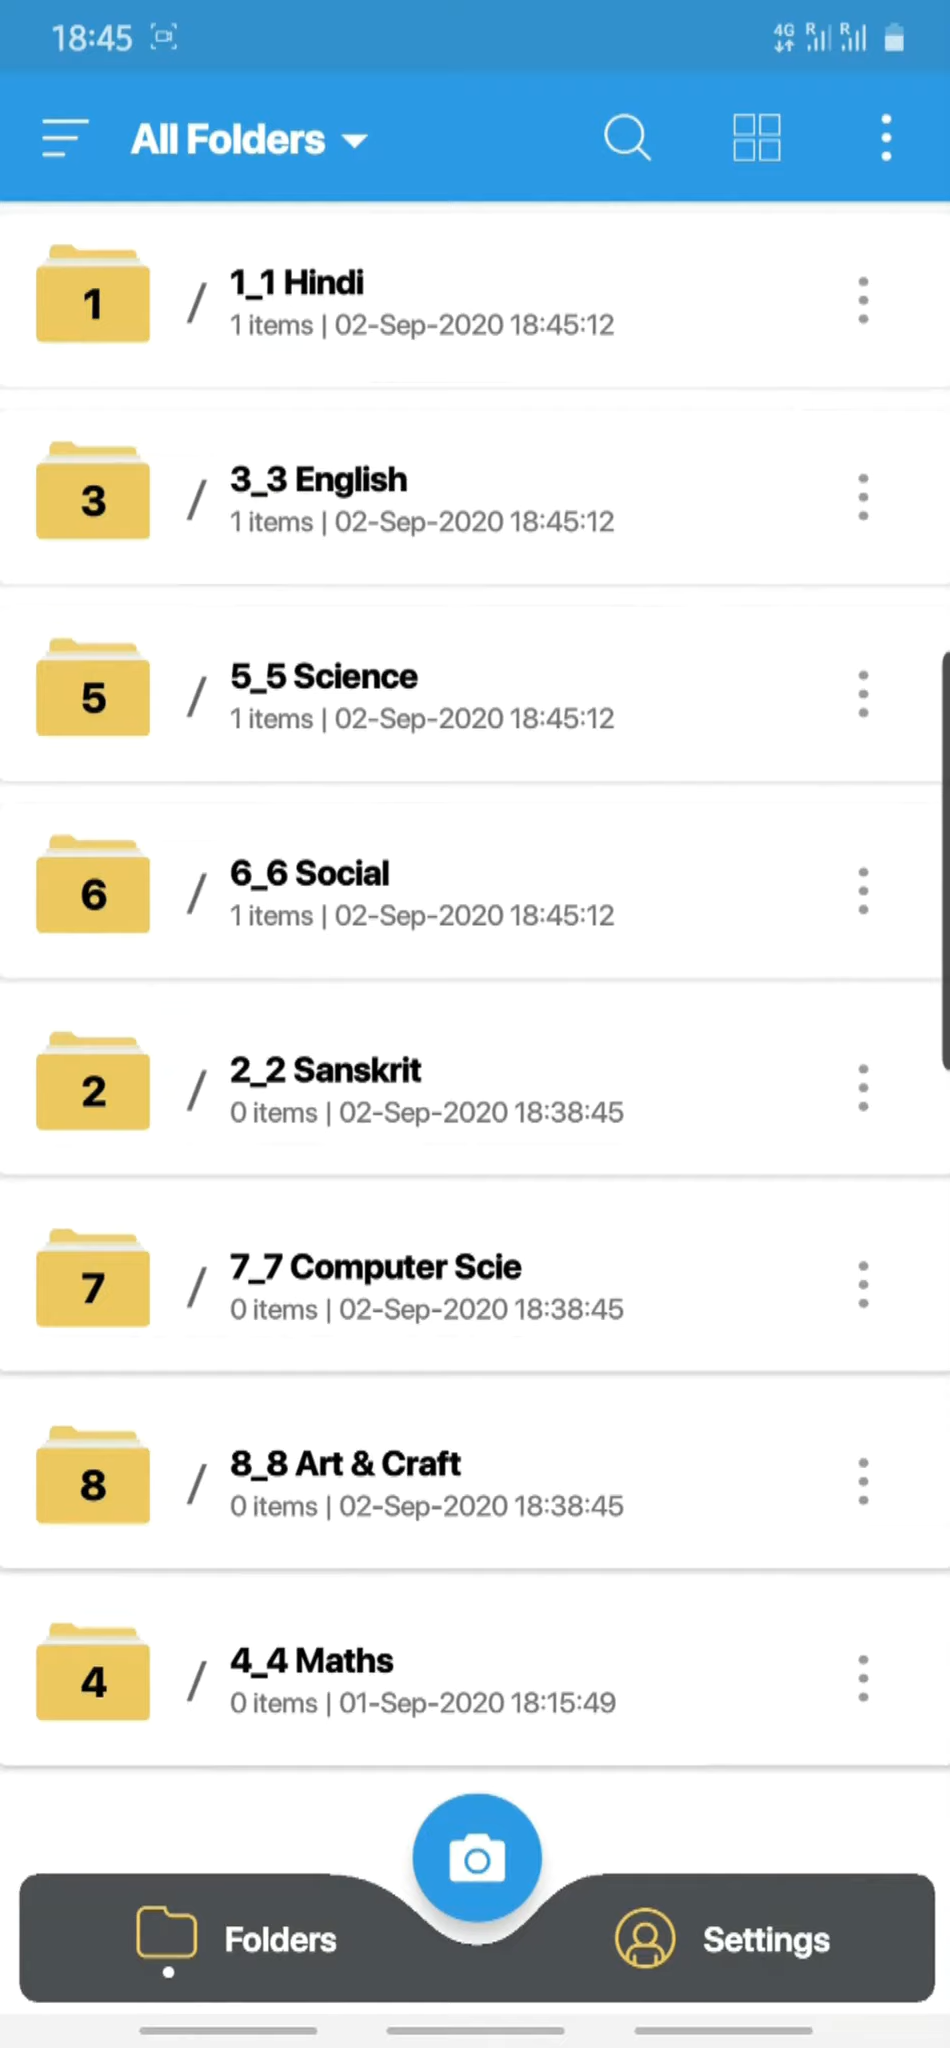 18:45
4G R R
All Folders
1
/
1_1 Hindi
1 items | 02-Sep-2020 18:45:12
3
/
3_3 English
1 items | 02-Sep-2020 18:45:12
5
/
5_5 Science
1 items | 02-Sep-2020 18:45:12
6
/
6_6 Social
1 items | 02-Sep-2020 18:45:12
2
/
2_2 Sanskrit
0 items | 02-Sep-2020 18:38:45
7
/
7_7 Computer Scie
0 items | 02-Sep-2020 18:38:45
8
/
8_8 Art & Craft
0 items | 02-Sep-2020 18:38:45
4
/
4_4 Maths
0 items | 01-Sep-2020 18:15:49
Folders
Settings